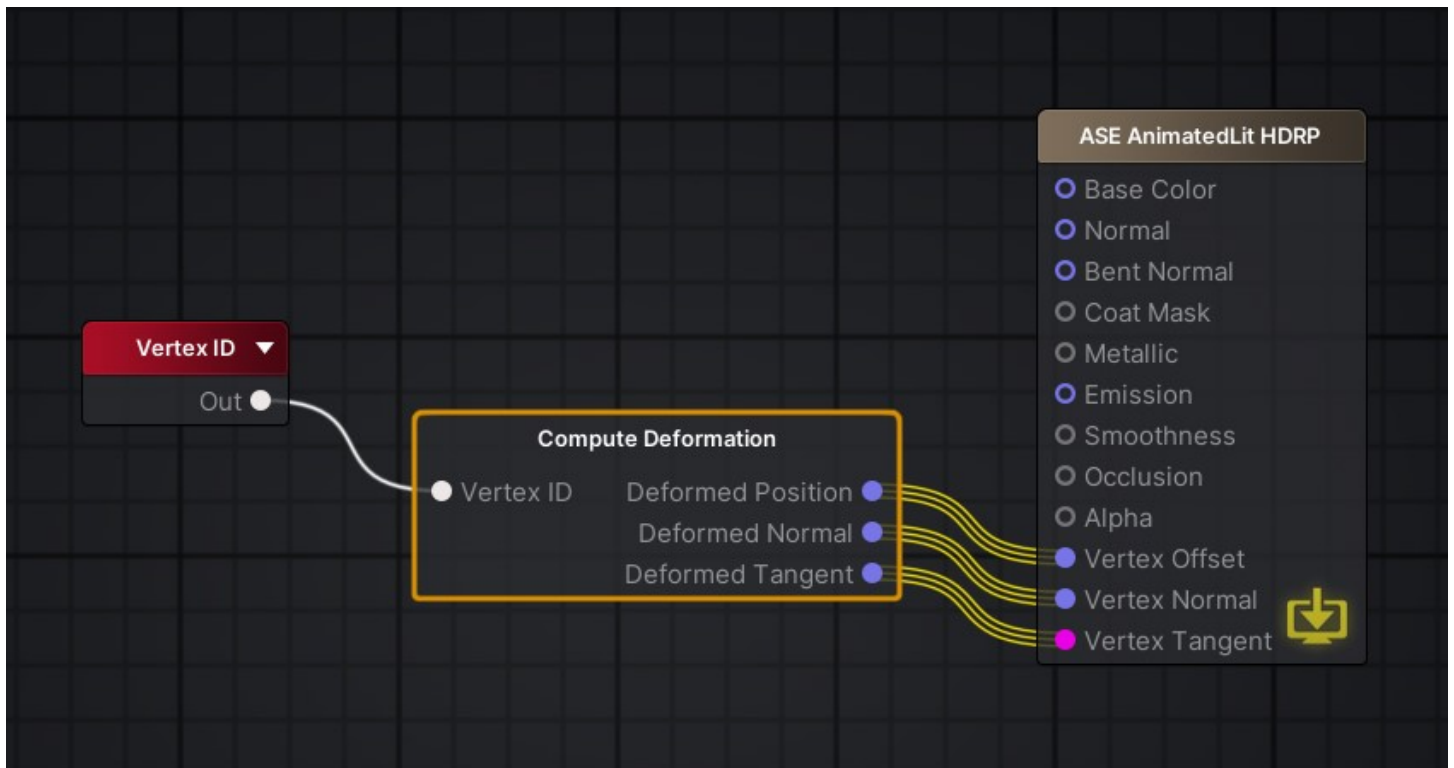 Vertex ID
Out
Compute Deformation
Vertex ID
Deformed Position
Deformed Normal
Deformed Tangent
ASE AnimatedLit HDRP
Base Color
Normal
Bent Normal
Coat Mask
Metallic
Emission
Smoothness
Occlusion
Alpha
Vertex Offset
Vertex Normal
Vertex Tangent